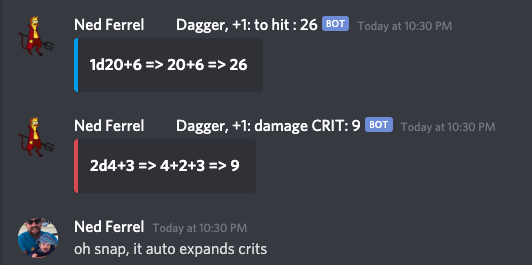 Ned Ferrel Dagger, +1: to hit : 26 BOT Today at 10:30 PM
1d20+6 => 20+6 => 26
Ned Ferrel Dagger, +1: damage CRIT: 9 BOT Today at 10:30 PM
2d4+3 => 4+2+3 => 9
Ned Ferrel Today at 10:30 PM
oh snap, it auto expands crits